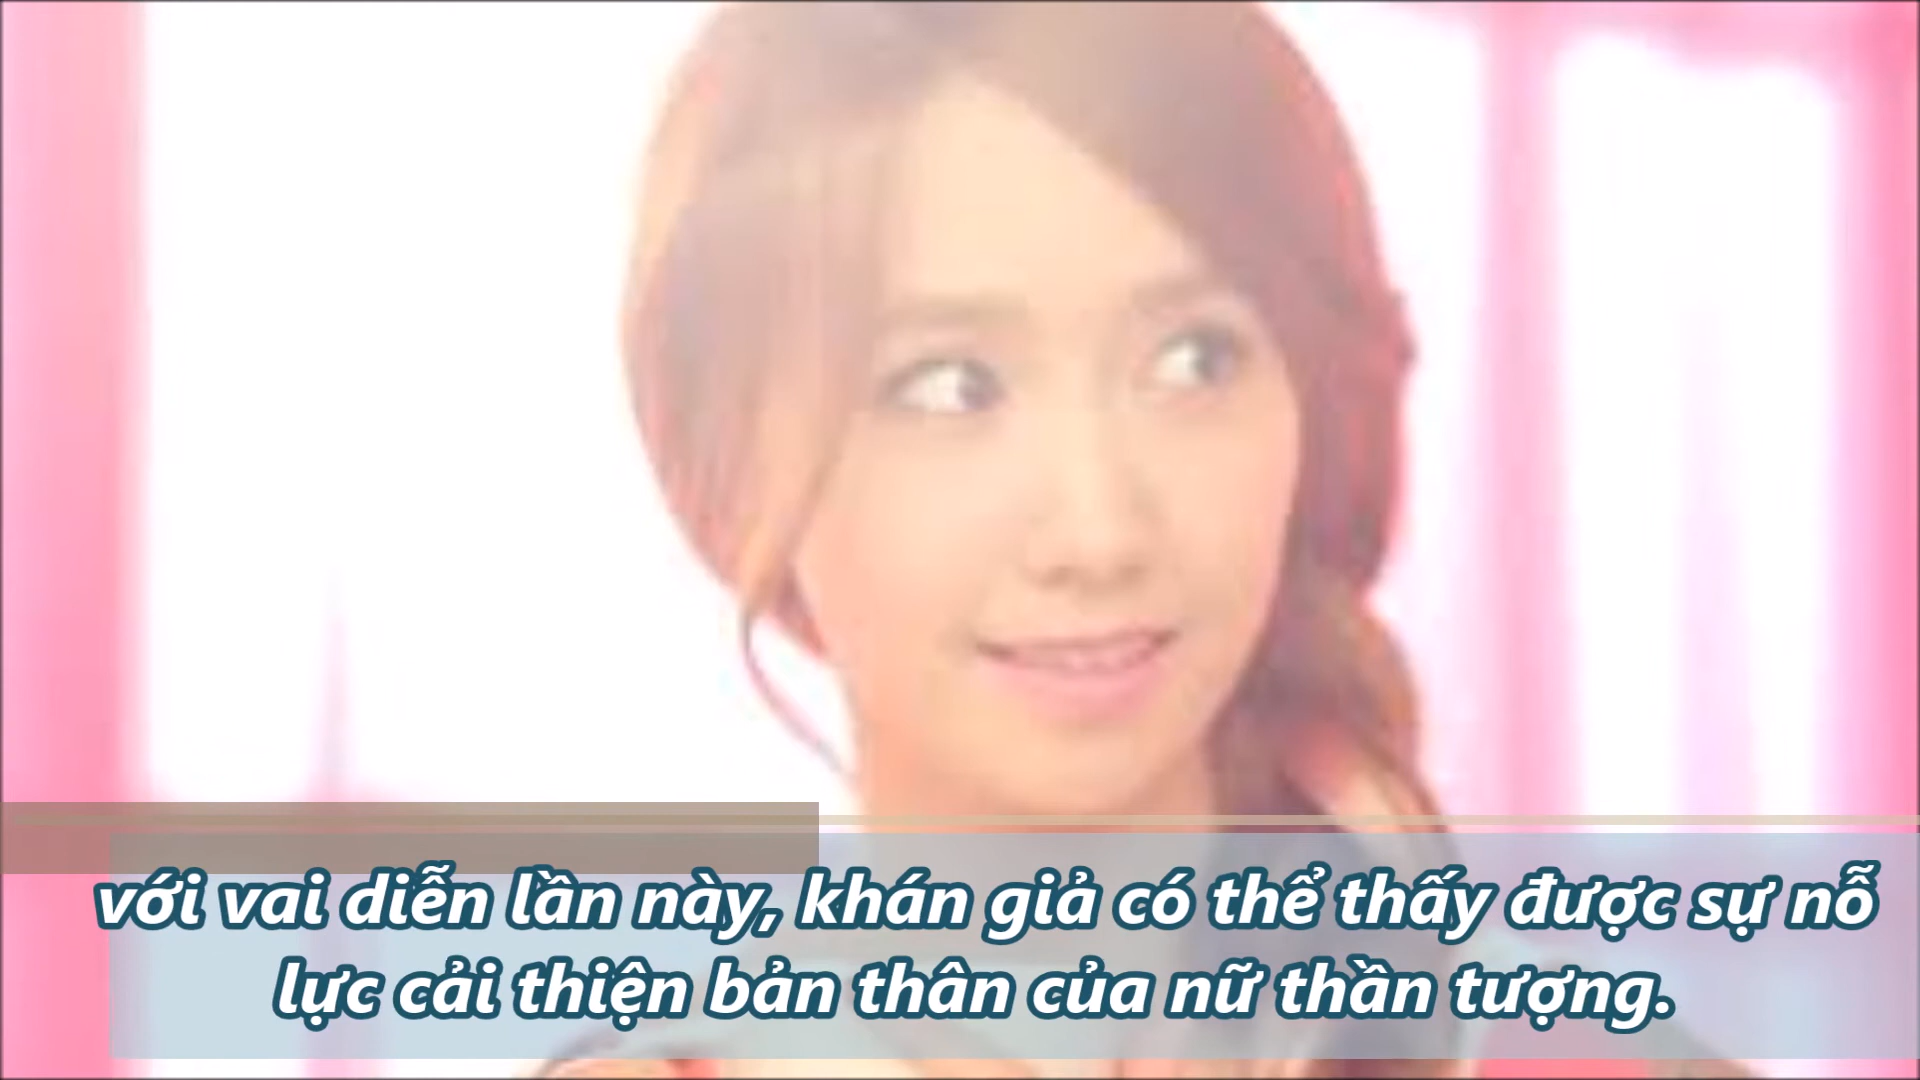 với vai diễn lần này, khán giả có thể thấy được sự nỗ
lực cải thiện bản thân của nữ thần tượng.